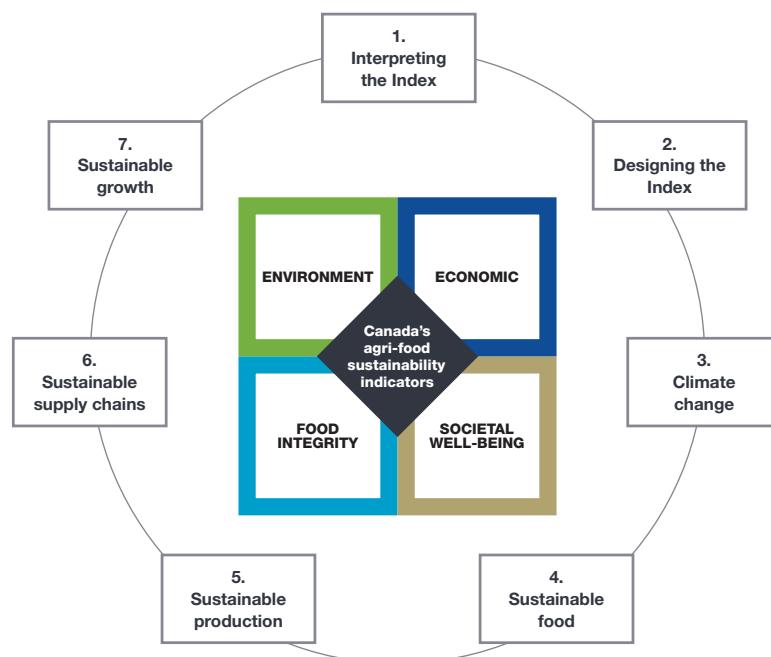 1.
Interpreting
the Index
2.
Designing the
Index
3.
Climate
change
4.
Sustainable
food
5.
Sustainable
production
6.
Sustainable
supply chains
7.
Sustainable
growth
ENVIRONMENT
ECONOMIC
Canada’s
agri-food
sustainability
indicators
FOOD
INTEGRITY
SOCIETAL
WELL-BEING